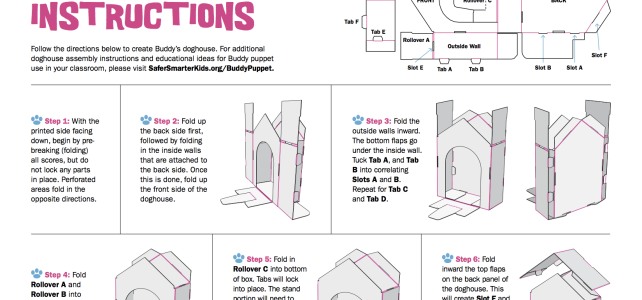 INSTRUCTIONS
Follow the directions below to create Buddy's doghouse. For additional
doghouse assembly instructions and educational ideas for Buddy puppet
use in your classroom, please visit SaferSmarterKids.org/BuddyPuppet.
FRONT
Rollover C
BACK
Tab F
Tab E
Rollover A
Outside Wall
Slot F
Slot E
Tab A
Tab B
Slot B
Slot A
Step 1: With the
printed side facing
down, begin by pre-
breaking (folding)
all scores, but do
not lock any parts
in place. Perforated
areas fold in the
opposite directions.
Step 2: Fold up
the back side first,
followed by folding
in the inside walls
that are attached to
the back side. Once
this is done, fold up
the front side of the
doghouse.
Step 3: Fold the
outside walls inward.
The bottom flaps go
under the inside wall.
Tuck Tab A, and Tab
B into correlating
Slots A and B.
Repeat for Tab C
and Tab D.
Step 4: Fold
Rollover A and
Rollover B into
Step 5: Fold in
Rollover C into bottom
of box. Tabs will lock
into place. The stand
portion will need to
Step 6: Fold
inward the top flaps
on the back panel of
the doghouse. This
will create Slot E and